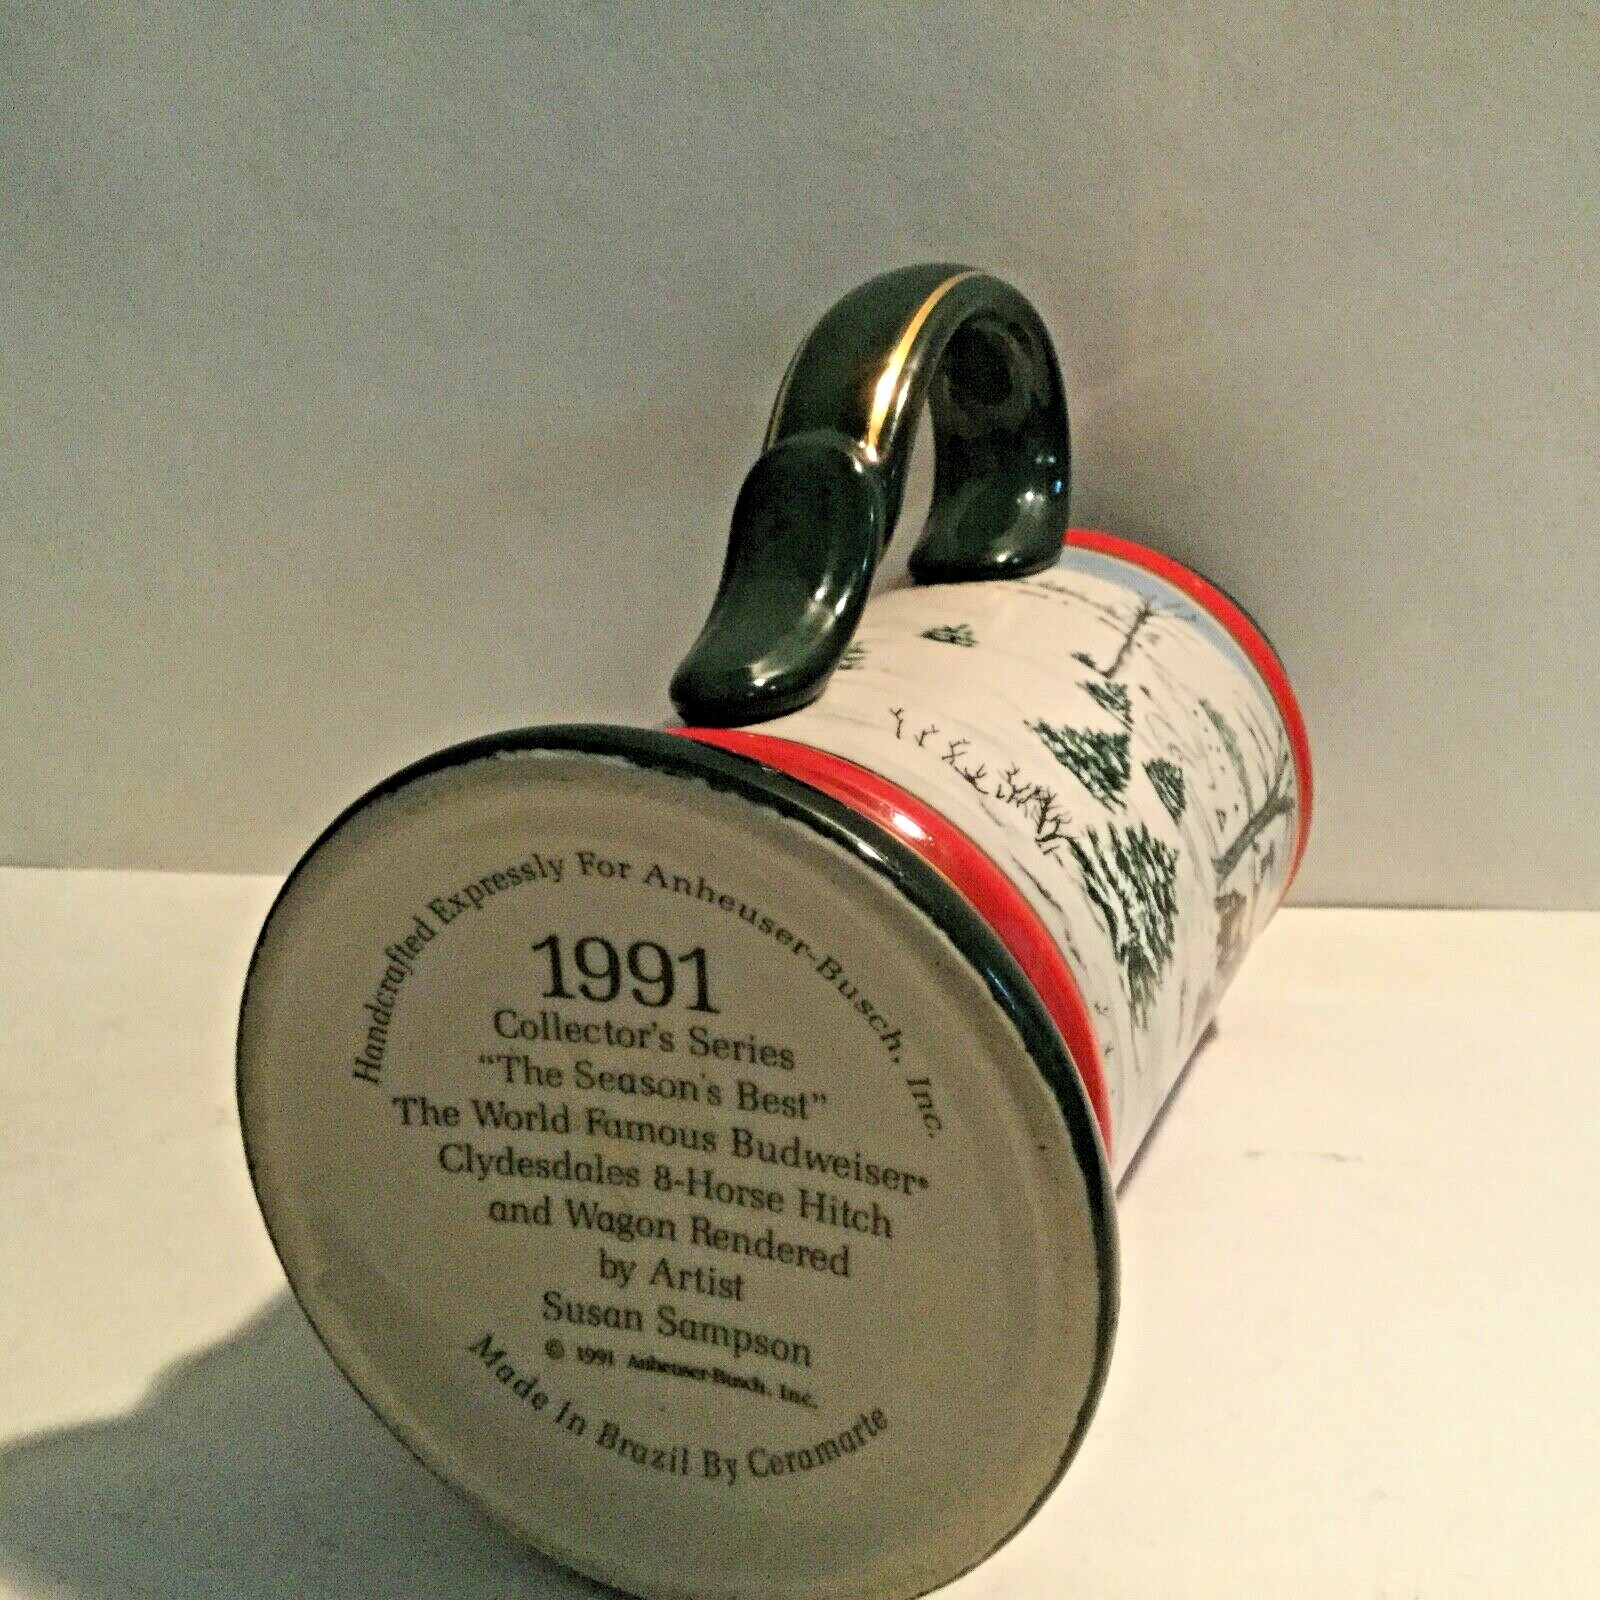 Handcrafted Expressly For Anheuser-Busch, Inc.
1991
Collector's Series
"The Season's Best"
The World Famous Budweiser®
Clydesdales 8-Horse Hitch
and Wagon Rendered
by Artist
Susan Sampson
© 1991 Anheuser-Busch, Inc.
Made In Brazil By Ceramarte